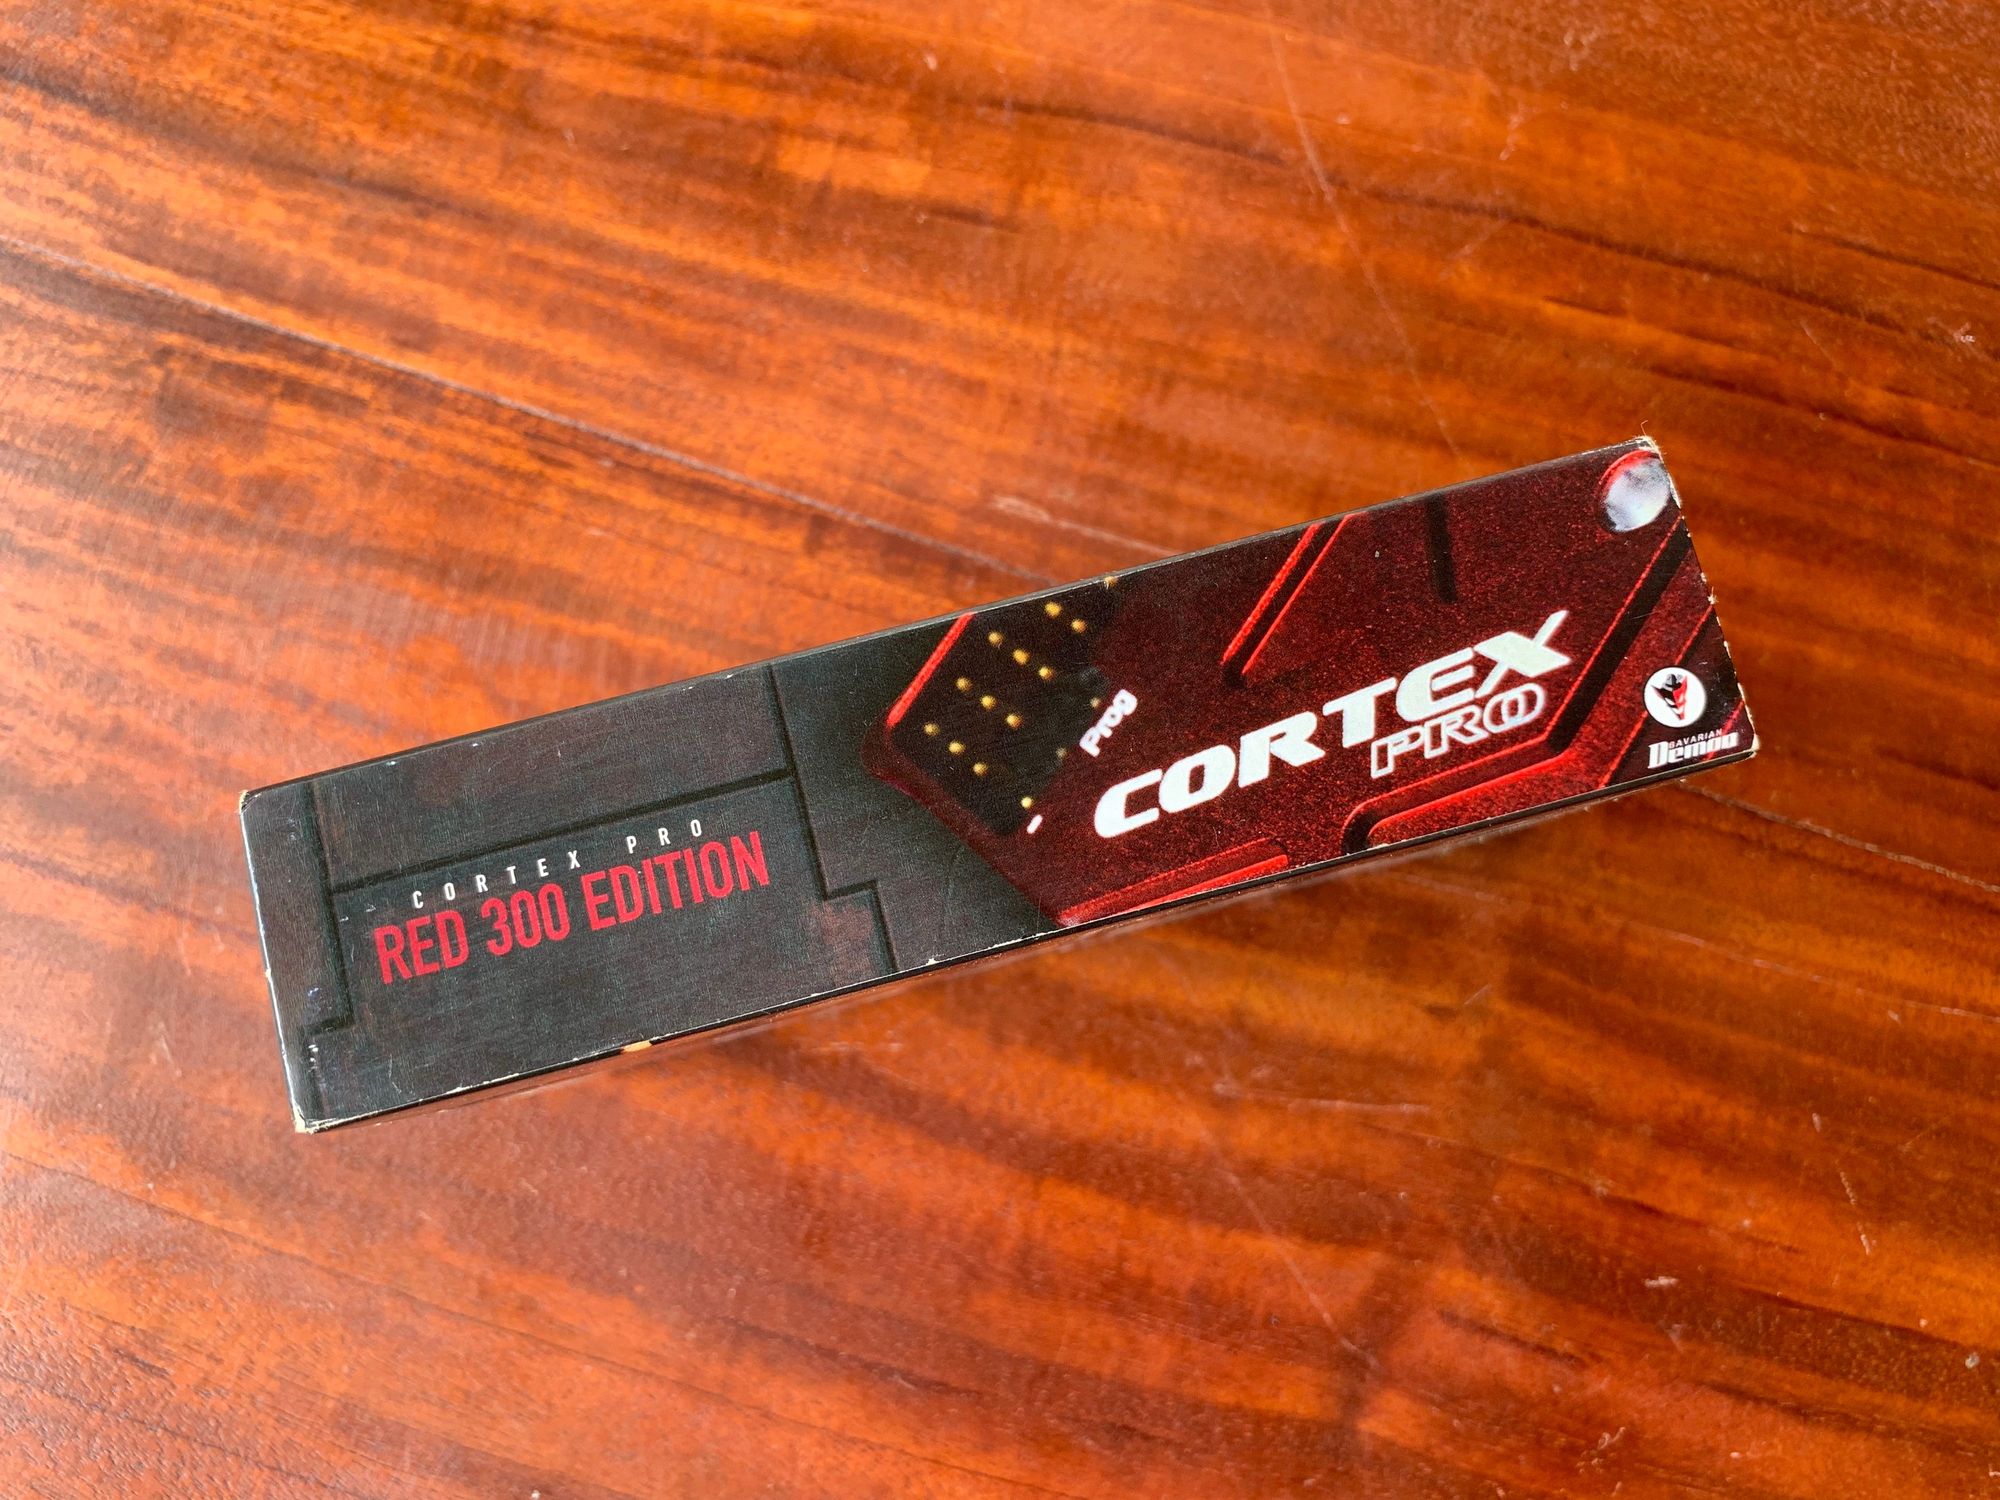 CORTEX PRO
RED 300 EDITION
Prog
-
CORTEX
PRO
BAVARIAN
Demon